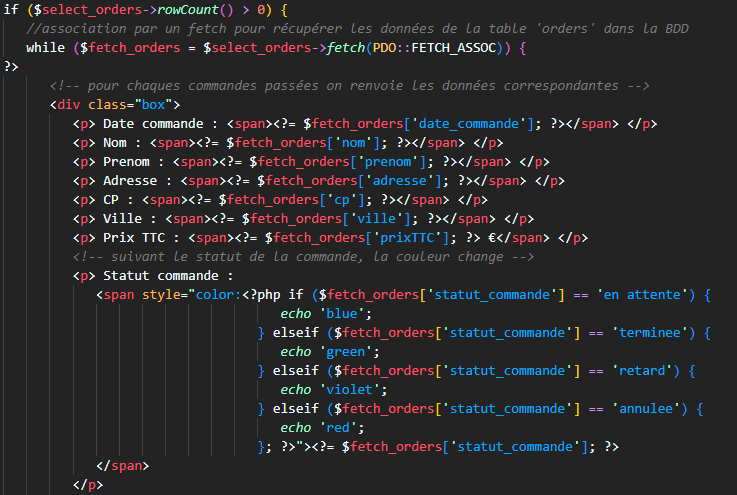 if ($select_orders->rowCount() > 0) {
//association par un fetch pour récupérer les données de la table 'orders' dans la BDD
while ($fetch_orders = $select_orders->fetch(PDO::FETCH_ASSOC)) {
?>
<!-- pour chaques commandes passées on renvoie les données correspondantes -->
<div class="box">
<p> Date commande : <span><?= $fetch_orders['date_commande']; ?></span> </p>
<p> Nom : <span><?= $fetch_orders['nom']; ?></span> </p>
<p> Prenom : <span><?= $fetch_orders['prenom']; ?></span> </p>
<p> Adresse : <span><?= $fetch_orders['adresse']; ?></span> </p>
<p> CP : <span><?= $fetch_orders['cp']; ?></span> </p>
<p> Ville : <span><?= $fetch_orders['ville']; ?></span> </p>
<p> Prix TTC : <span><?= $fetch_orders['prixTTC']; ?> €</span> </p>
<!-- suivant le statut de la commande, la couleur change -->
<p> Statut commande :
<span style="color:<?php if ($fetch_orders['statut_commande'] == 'en attente') {
echo 'blue';
} elseif ($fetch_orders['statut_commande'] == 'terminee') {
echo 'green';
} elseif ($fetch_orders['statut_commande'] == 'retard') {
echo 'violet';
} elseif ($fetch_orders['statut_commande'] == 'annulee') {
echo 'red';
}; ?>"><?= $fetch_orders['statut_commande']; ?>
</span>
</p>